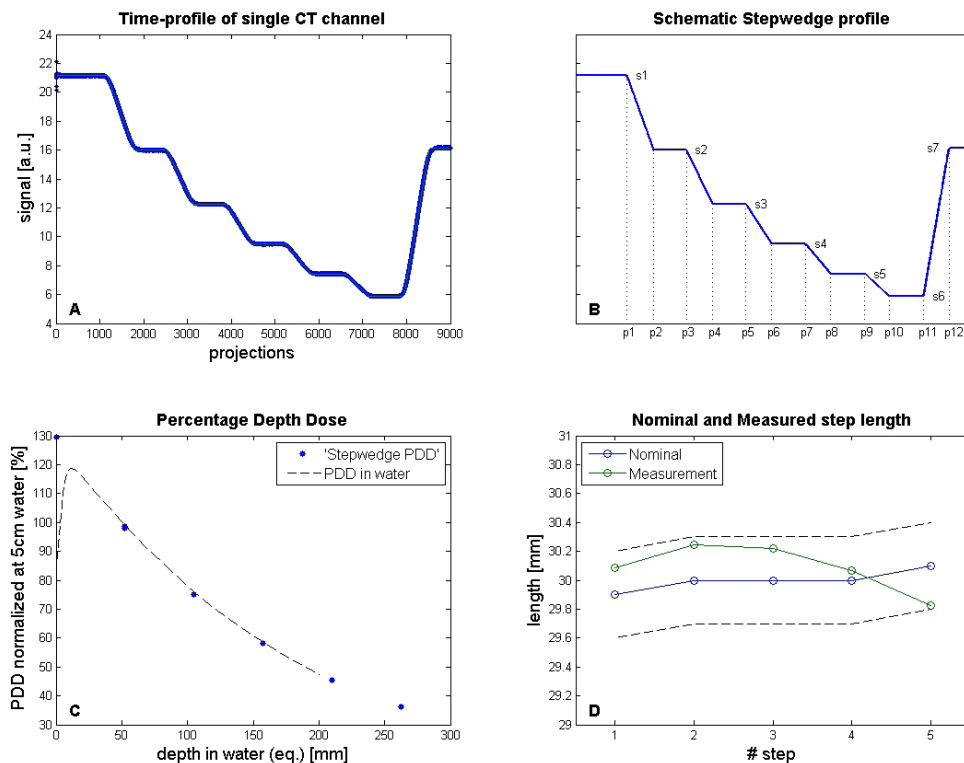 Time-profile of single CT channel
24
22
20
18
16
14
12
10
8
6
4
signal [a.u.]
A
0 1000 2000 3000 4000 5000 6000 7000 8000 9000
projections
Schematic Stepwedge profile
s1
s2
s3
s4
s5
s6
s7
B
p1 p2 p3 p4 p5 p6 p7 p8 p9 p10 p11 p12
Percentage Depth Dose
130
120
110
100
90
80
70
60
50
40
30
PDD normalized at 5cm water [%]
'Stepwedge PDD'
PDD in water
C
0 50 100 150 200 250 300
depth in water (eq.) [mm]
Nominal and Measured step length
31
30.8
30.6
30.4
30.2
30
29.8
29.6
29.4
29.2
29
length [mm]
Nominal
Measurement
D
1 2 3 4 5
# step